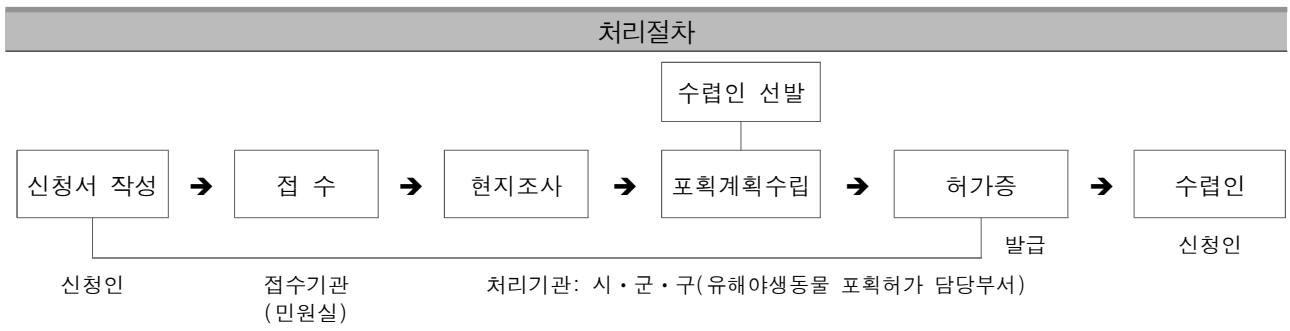 처리절차
수렵인 선발
신청서 작성 ➔ 접 수 ➔ 현지조사 ➔ 포획계획수립 ➔ 허가증 ➔ 수렵인
발급 신청인
신청인 접수기관 처리기관: 시·군·구(유해야생동물 포획허가 담당부서)
(민원실)